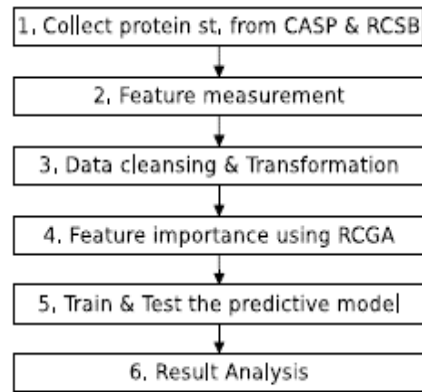 1, Collect protein st, from CASP & RCSB
2, Feature measurement
3, Data cleansing & Transformation
4, Feature importance using RCGA
5, Train & Test the predictive model
6, Result Analysis